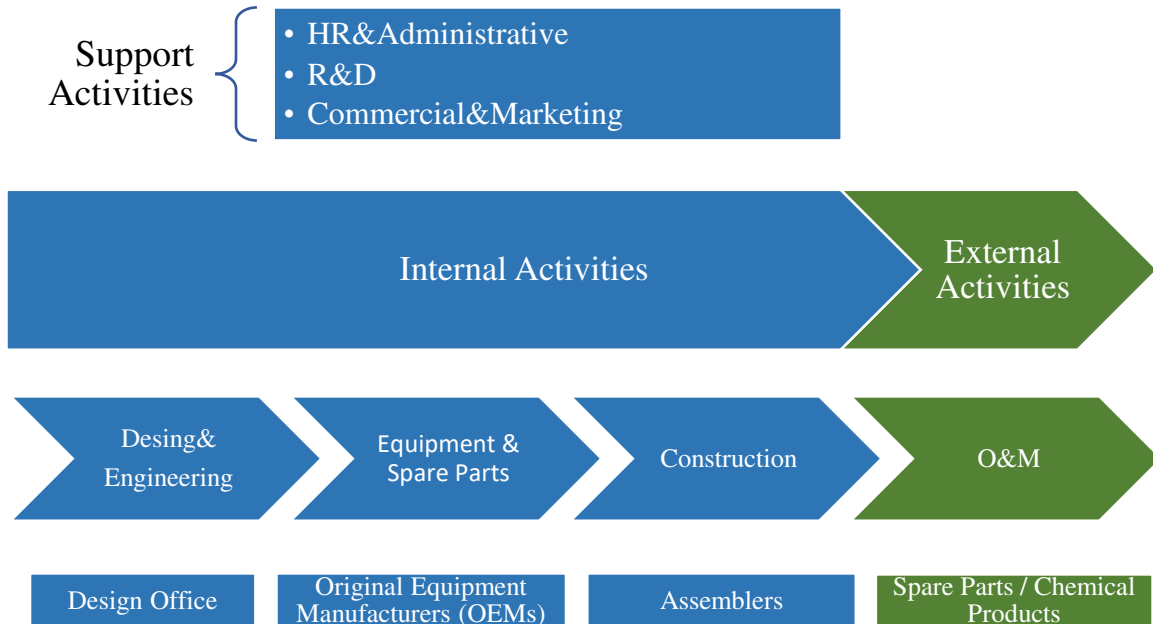 Support
Activities
• HR&Administrative
• R&D
• Commercial&Marketing
Internal Activities
External
Activities
Desing&
Engineering
Equipment &
Spare Parts
Construction
O&M
Design Office
Original Equipment
Manufacturers (OEMs)
Assemblers
Spare Parts / Chemical
Products